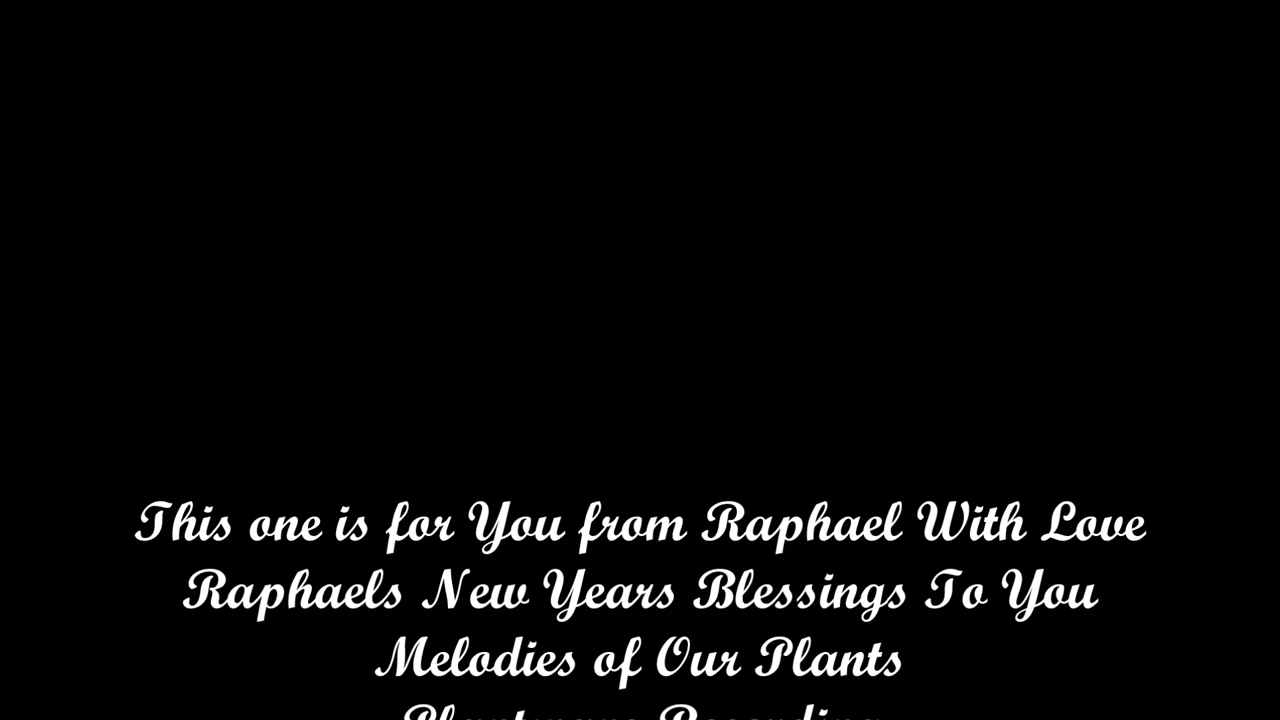 This one is for You from Raphael With Love
Raphaels New Years Blessings To You
Melodies of Our Plants
Recording